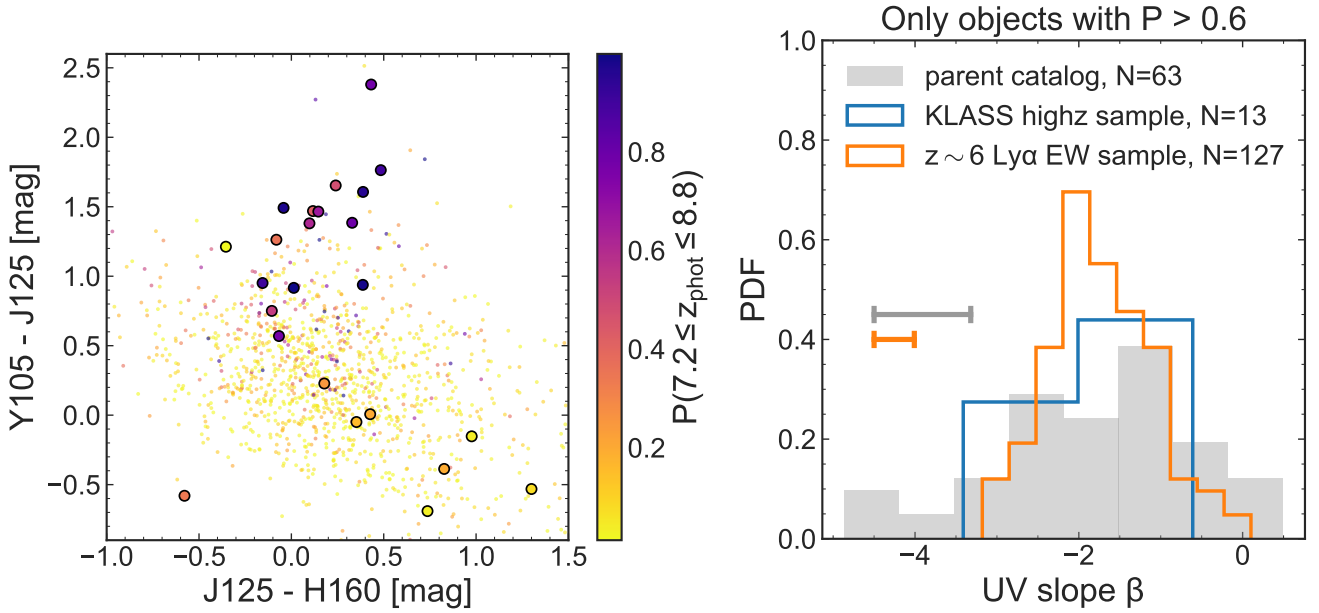 Y105 - J125 [mag]
2.5
2.0
1.5
1.0
0.5
0.0
−0.5
−1.0
−0.5
0.0
0.5
1.0
1.5
J125 - H160 [mag]
0.8
0.6
0.4
0.2
P(7.2 ≤ z_phot ≤ 8.8)
Only objects with P > 0.6
parent catalog, N=63
KLASS highz sample, N=13
z ∼ 6 Lyα EW sample, N=127
PDF
1.0
0.8
0.6
0.4
0.2
0.0
−4
−2
0
UV slope β